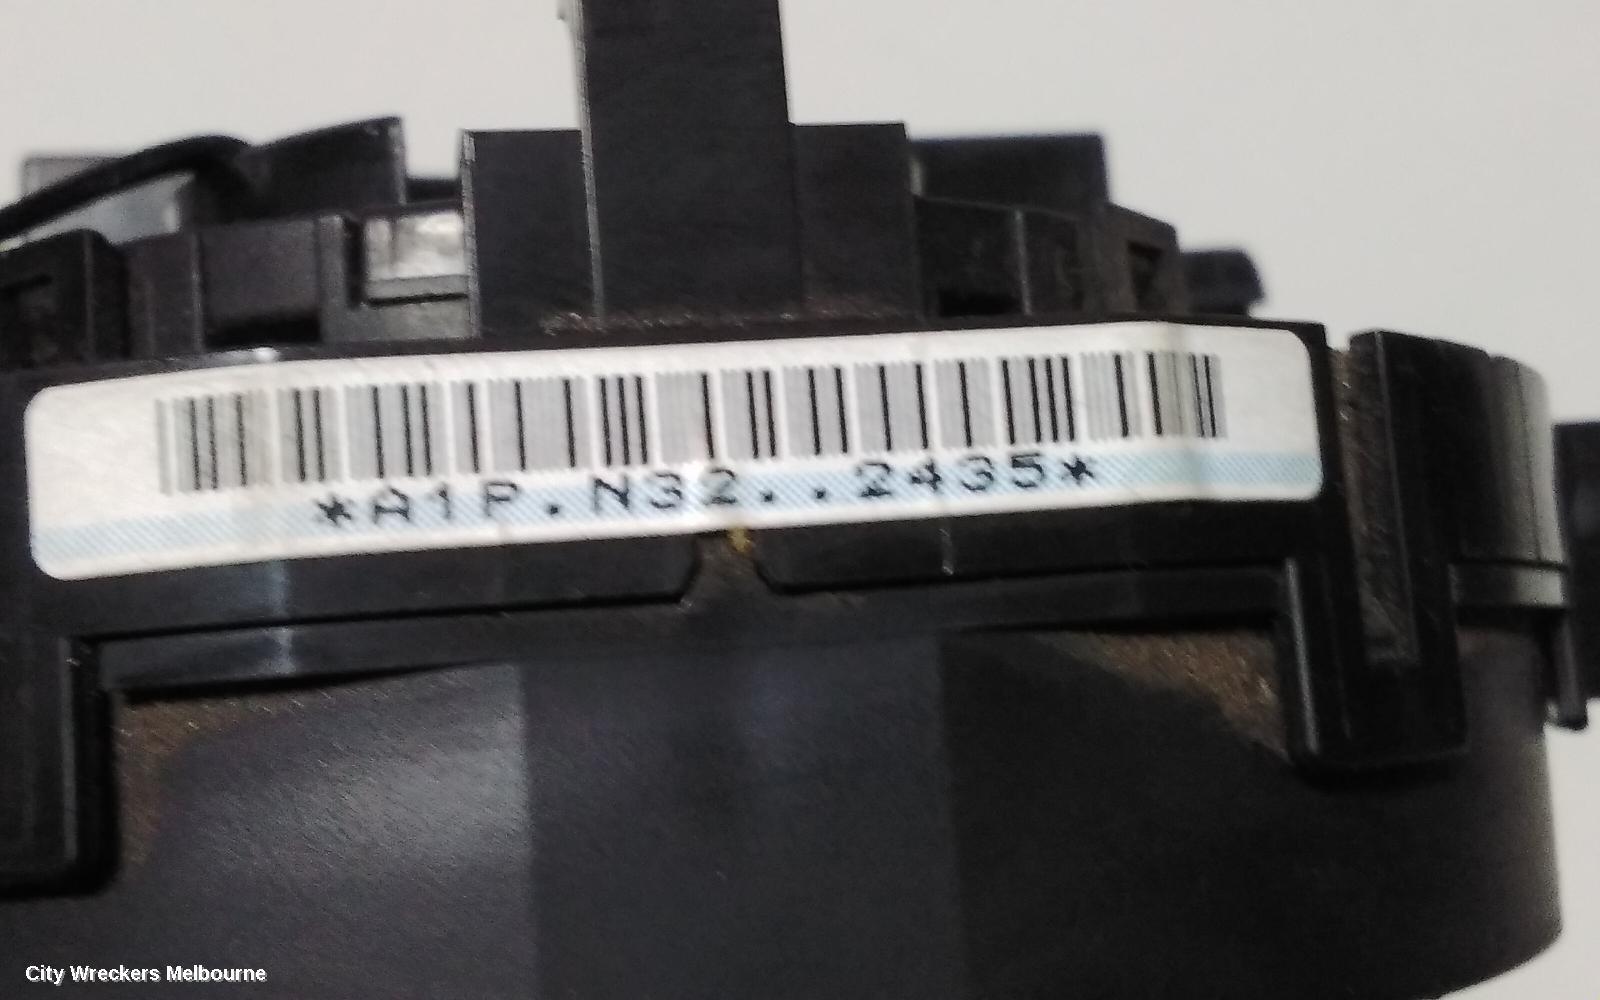 *A1P.N32..2435*
City Wreckers Melbourne